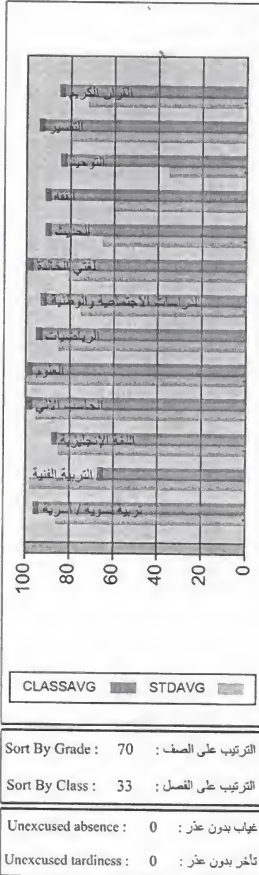 القرآن الكريم
التفسير
التوحيد
الفقه
الحديث
لغتي الخالدة
الدراسات الاجتماعية والوطنية
الرياضيات
العلوم
الحاسب الآلي
اللغة الإنجليزية
التربية الفنية
تربية نسوية / أسرية
100
80
60
40
20
0
CLASSAVG STDAVG
Sort By Grade : 70 الترتيب على الصف :
Sort By Class : 33 الترتيب على الفصل :
Unexcused absence : 0 غياب بدون عذر :
Unexcused tardiness : 0 تأخر بدون عذر :